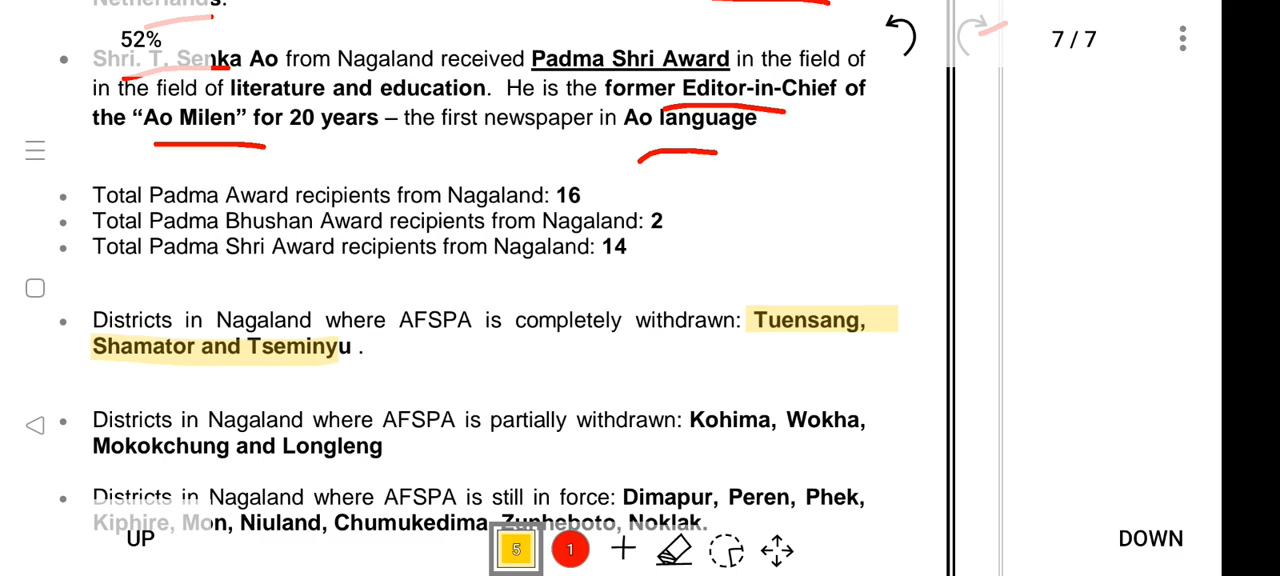 Netherlands.
52%
7 / 7
Shri. T. Senka Ao from Nagaland received Padma Shri Award in the field of
in the field of literature and education. He is the former Editor-in-Chief of
the “Ao Milen” for 20 years – the first newspaper in Ao language
Total Padma Award recipients from Nagaland: 16
Total Padma Bhushan Award recipients from Nagaland: 2
Total Padma Shri Award recipients from Nagaland: 14
Districts in Nagaland where AFSPA is completely withdrawn: Tuensang,
Shamator and Tseminyu .
Districts in Nagaland where AFSPA is partially withdrawn: Kohima, Wokha,
Mokokchung and Longleng
Districts in Nagaland where AFSPA is still in force: Dimapur, Peren, Phek,
Kiphire, Mon, Niuland, Chumukedima, Zunheboto, Noklak.
UP
5
1
DOWN